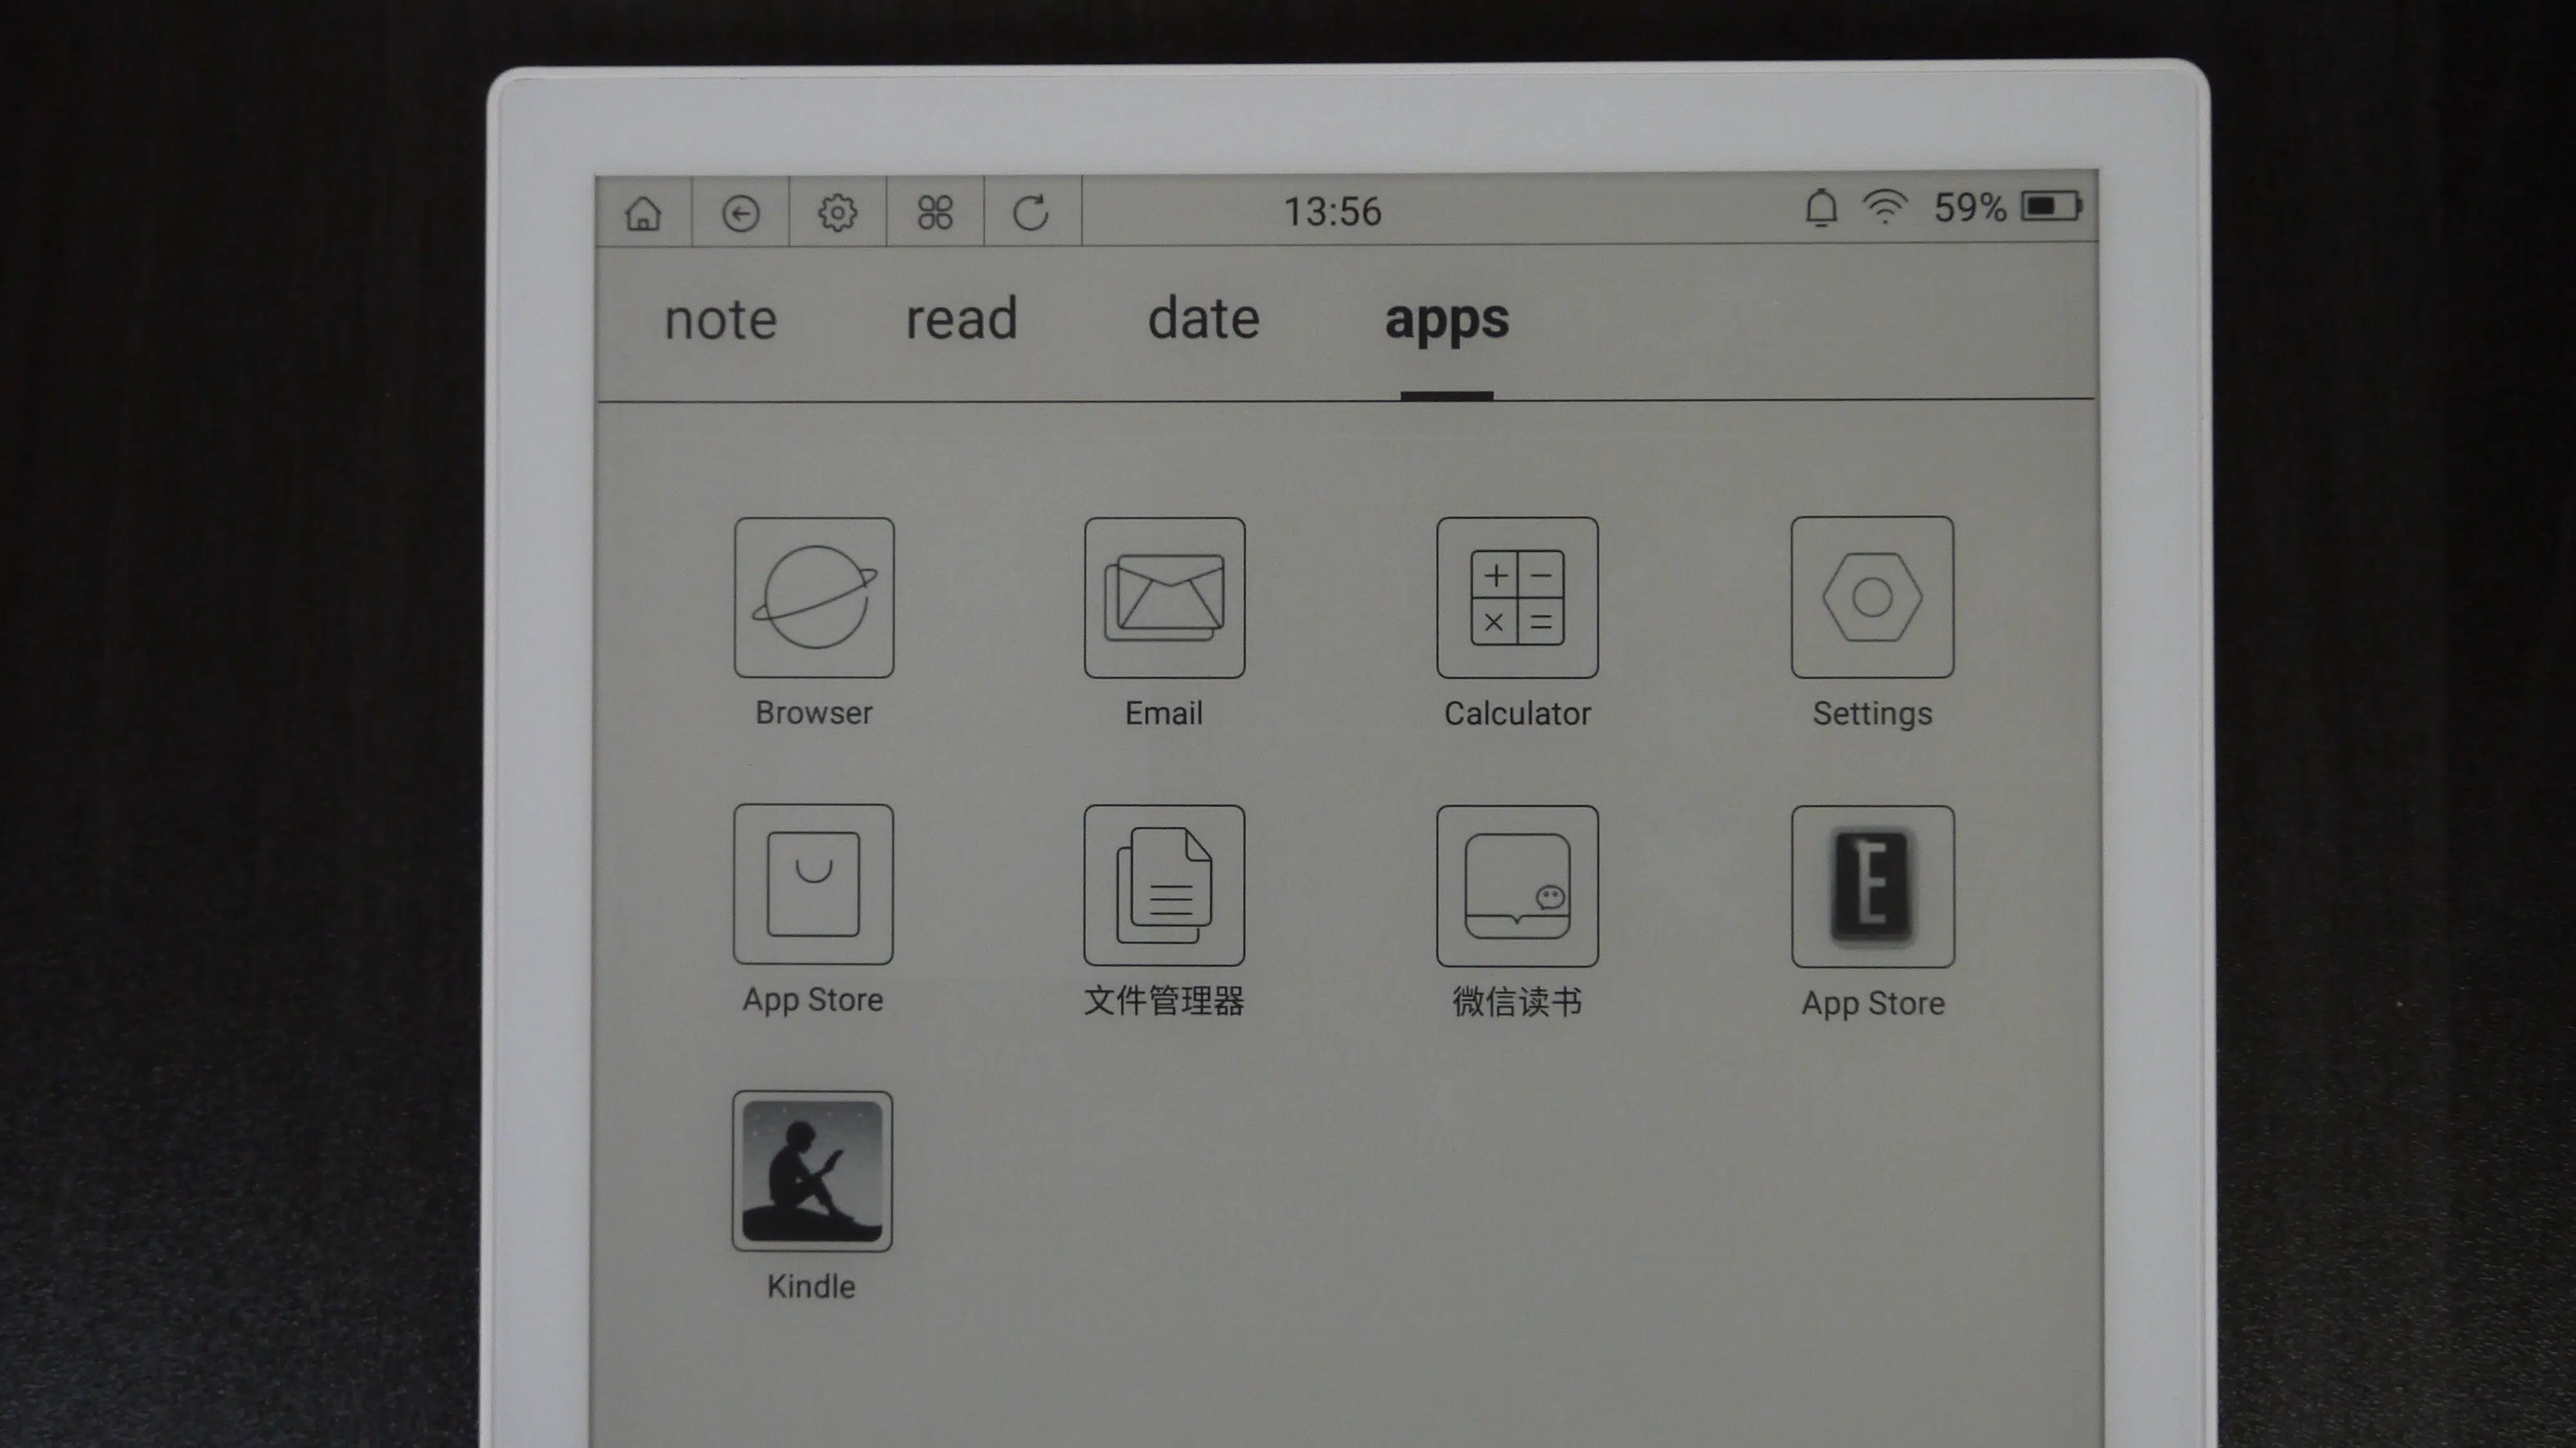 13:56 59%
note read date apps
Browser Email Calculator Settings
E
App Store 文件管理器 微信读书 App Store
Kindle